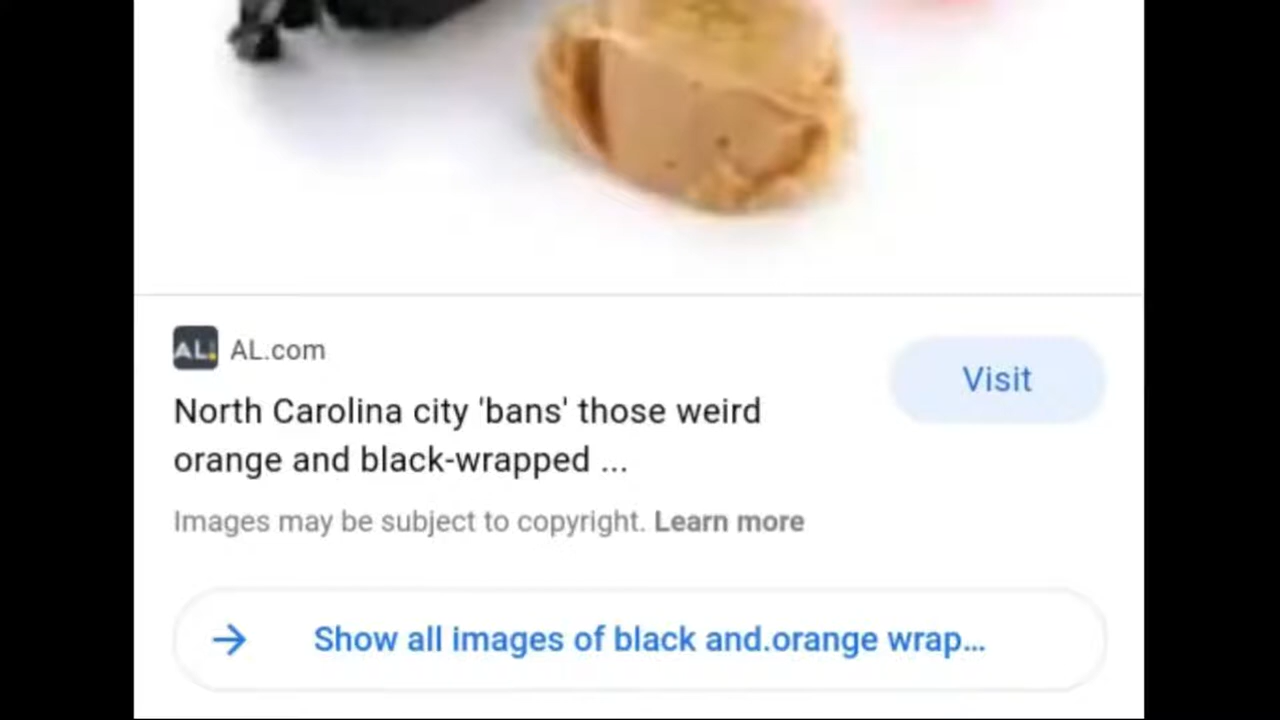 AL. AL.com
Visit
North Carolina city 'bans' those weird
orange and black-wrapped ...
Images may be subject to copyright. Learn more
Show all images of black and.orange wrap...